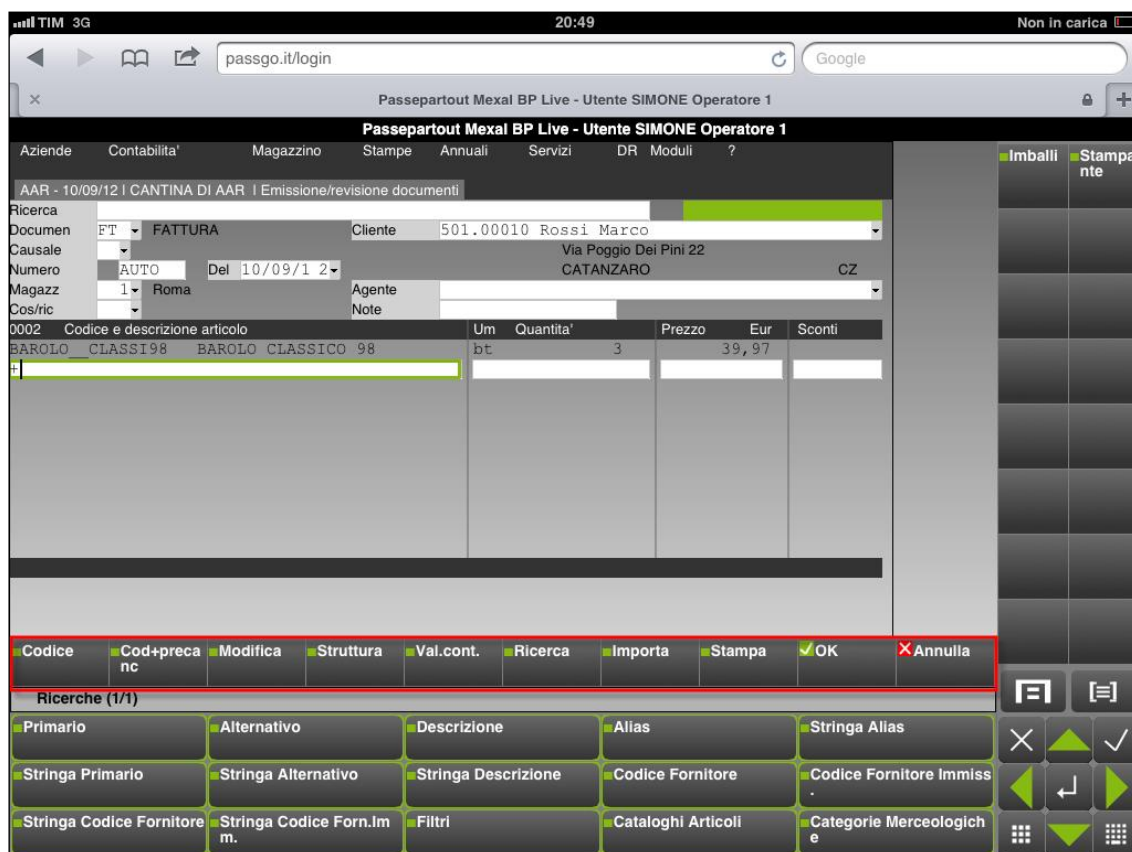 TIM 3G 20:49 Non in carica
passgo.it/login Google
Passepartout Mexal BP Live - Utente SIMONE Operatore 1
Passepartout Mexal BP Live - Utente SIMONE Operatore 1
Aziende Contabilita' Magazzino Stampe Annuali Servizi DR Moduli ?
AAR - 10/09/12 I CANTINA DI AAR I Emissione/revisione documenti
Ricerca
Documen FT FATTURA Cliente 501.00010 Rossi Marco
Causale Via Poggio Dei Pini 22
Numero AUTO Del 10/09/1 2 CATANZARO CZ
Magazz 1 Roma Agente
Cos/ric Note
0002 Codice e descrizione articolo Um Quantita' Prezzo Eur Sconti
BAROLO__CLASSI98 BAROLO CLASSICO 98 bt 3 39,97
+
Imballi Stampa
nte
Codice Cod+preca Modifica Struttura Val.cont. Ricerca Importa Stampa OK Annulla
nc
Ricerche (1/1)
Primario Alternativo Descrizione Alias Stringa Alias
Stringa Primario Stringa Alternativo Stringa Descrizione Codice Fornitore Codice Fornitore Immiss
.
Stringa Codice Fornitore Stringa Codice Forn.Im Filtri Cataloghi Articoli Categorie Merceologich
m. e